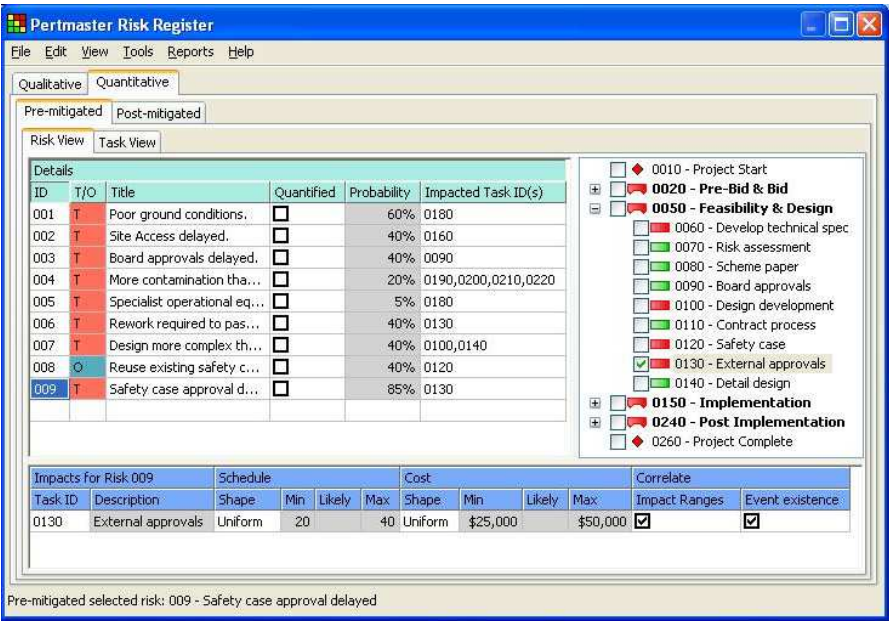 Pertmaster Risk Register
File Edit View Tools Reports Help
Qualitative Quantitative
Pre-mitigated Post-mitigated
Risk View Task View
Details
ID T/O Title Quantified Probability Impacted Task ID(s)
001 T Poor ground conditions. 60% 0180
002 T Site Access delayed. 40% 0160
003 T Board approvals delayed. 40% 0090
004 T More contamination tha... 20% 0190,0200,0210,0220
005 T Specialist operational eq... 5% 0180
006 T Rework required to pas... 40% 0130
007 T Design more complex th... 40% 0100,0140
008 O Reuse existing safety c... 40% 0120
009 T Safety case approval d... 85% 0130
0010 - Project Start
0020 - Pre-Bid & Bid
0050 - Feasibility & Design
0060 - Develop technical spec
0070 - Risk assessment
0080 - Scheme paper
0090 - Board approvals
0100 - Design development
0110 - Contract process
0120 - Safety case
0130 - External approvals
0140 - Detail design
0150 - Implementation
0240 - Post Implementation
0260 - Project Complete
Impacts for Risk 009 Schedule Cost Correlate
Task ID Description Shape Min Likely Max Shape Min Likely Max Impact Ranges Event existence
0130 External approvals Uniform 20 40 Uniform $25,000 $50,000
Pre-mitigated selected risk: 009 - Safety case approval delayed